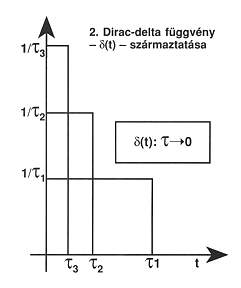 2. Dirac-delta függvény
– δ(t) – származtatása
1/τ₃
1/τ₂
δ(t): τ→0
1/τ₁
τ₃ τ₂ τ1 t